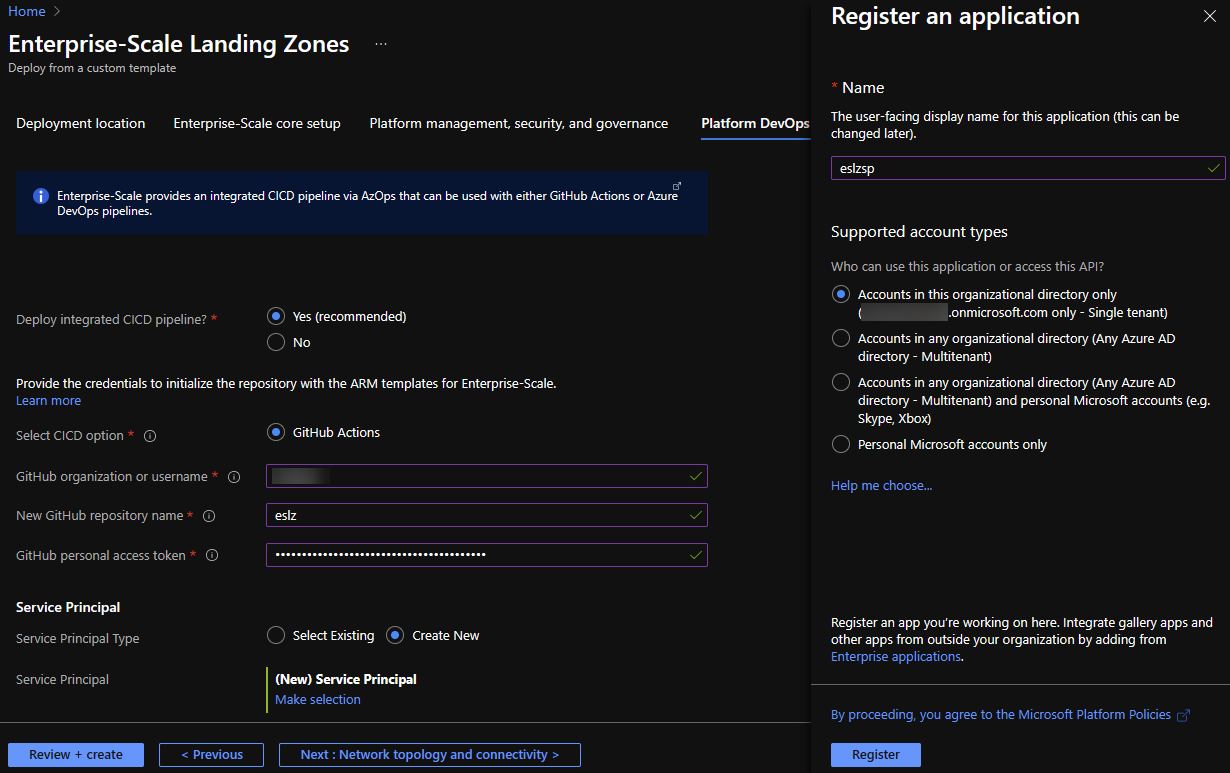 Home
Enterprise-Scale Landing Zones
...
Deploy from a custom template
Deployment location
Enterprise-Scale core setup
Platform management, security, and governance
Platform DevOps
Enterprise-Scale provides an integrated CICD pipeline via AzOps that can be used with either GitHub Actions or Azure
DevOps pipelines.
Deploy integrated CICD pipeline? *
Yes (recommended)
No
Provide the credentials to initialize the repository with the ARM templates for Enterprise-Scale.
Learn more
Select CICD option *
GitHub Actions
GitHub organization or username *
New GitHub repository name *
eslz
GitHub personal access token *
Service Principal
Service Principal Type
Select Existing
Create New
Service Principal
(New) Service Principal
Make selection
Review + create
< Previous
Next : Network topology and connectivity >
Register an application
* Name
The user-facing display name for this application (this can be
changed later).
eslzsp
Supported account types
Who can use this application or access this API?
Accounts in this organizational directory only
(.onmicrosoft.com only - Single tenant)
Accounts in any organizational directory (Any Azure AD
directory - Multitenant)
Accounts in any organizational directory (Any Azure AD
directory - Multitenant) and personal Microsoft accounts (e.g.
Skype, Xbox)
Personal Microsoft accounts only
Help me choose...
Register an app you're working on here. Integrate gallery apps and
other apps from outside your organization by adding from
Enterprise applications.
By proceeding, you agree to the Microsoft Platform Policies
Register